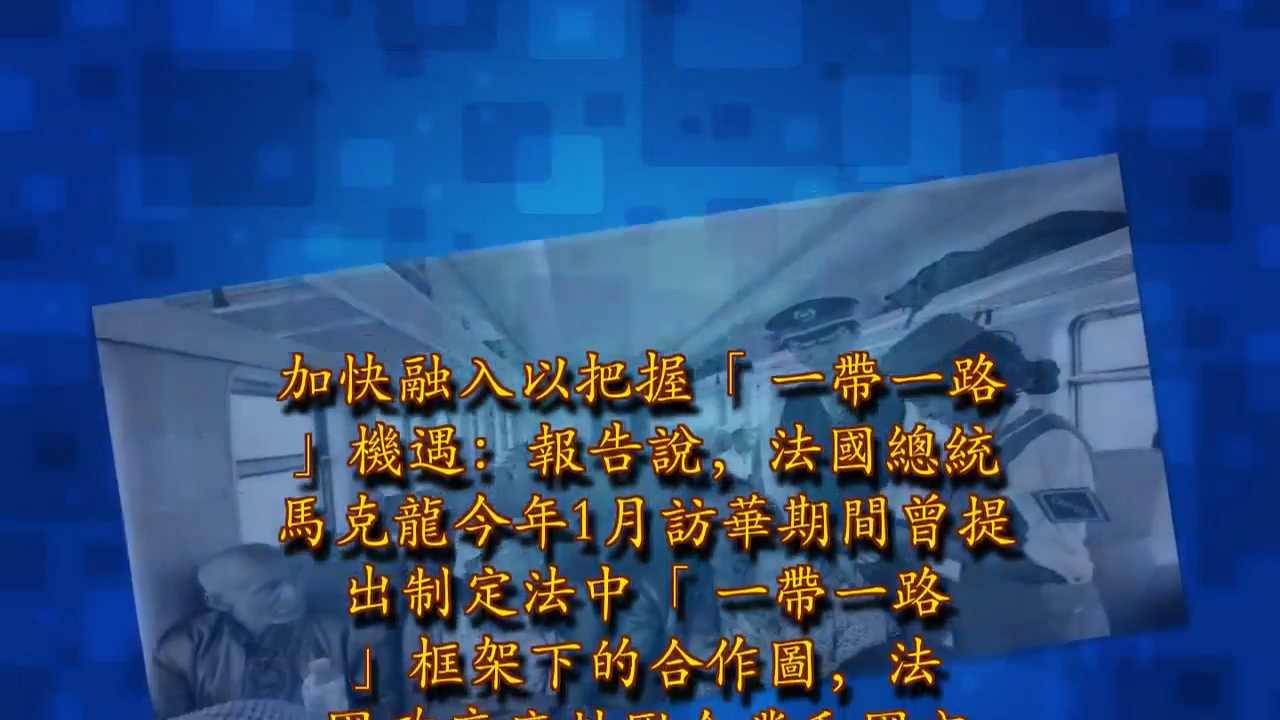 加快融入以把握「一帶一路
」機遇：報告說，法國總統
馬克龍今年1月訪華期間曾提
出制定法中「一帶一路
」框架下的合作圖，法